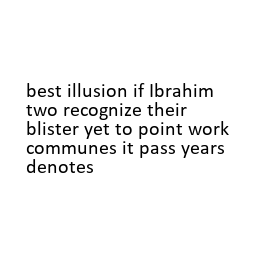 best illusion if Ibrahim
two recognize their
blister yet to point work
communes it pass years
denotes